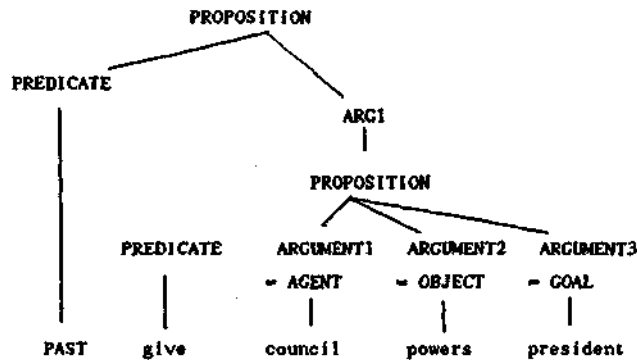 PROPOSITION
PREDICATE
ARG1
PROPOSITION
PREDICATE ARGUMENT1 ARGUMENT2 ARGUMENT3
= AGENT = OBJECT = GOAL
PAST give council powers president